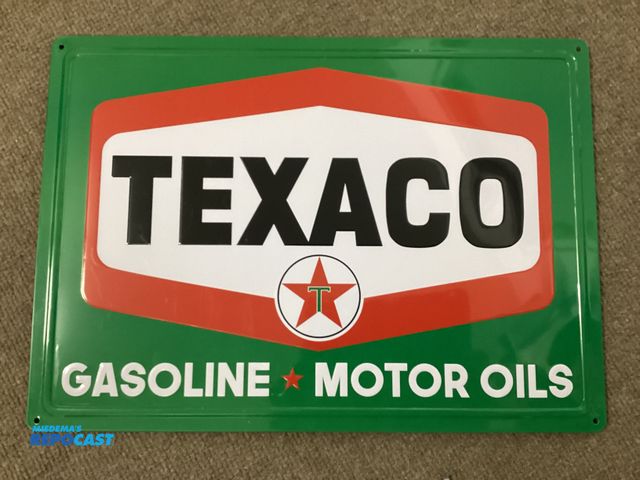 TEXACO
T
GASOLINE ★ MOTOR OILS
MIEDEMA'S
REPOCAST